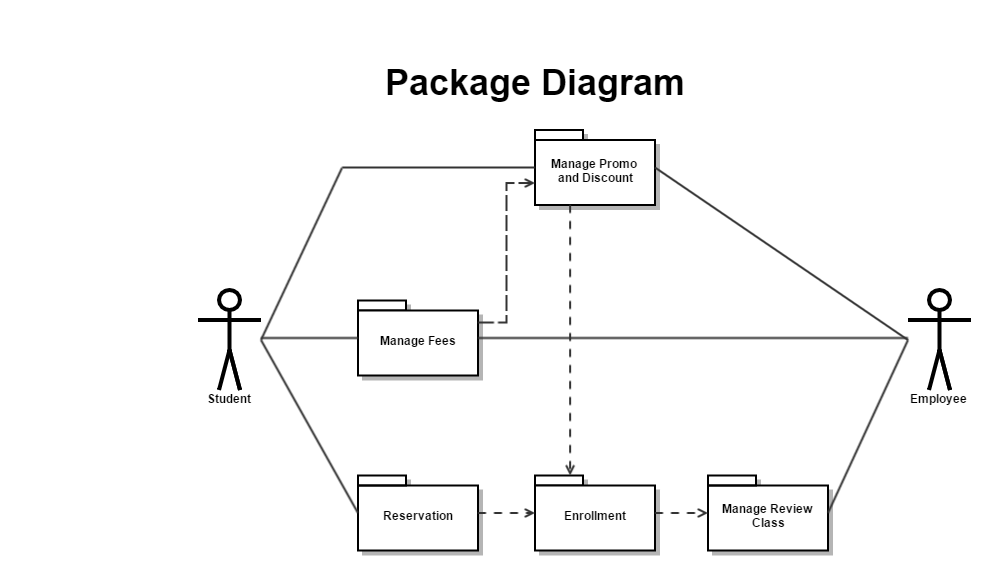 Package Diagram
Manage Promo
and Discount
Manage Fees
Student
Employee
Reservation
Enrollment
Manage Review
Class